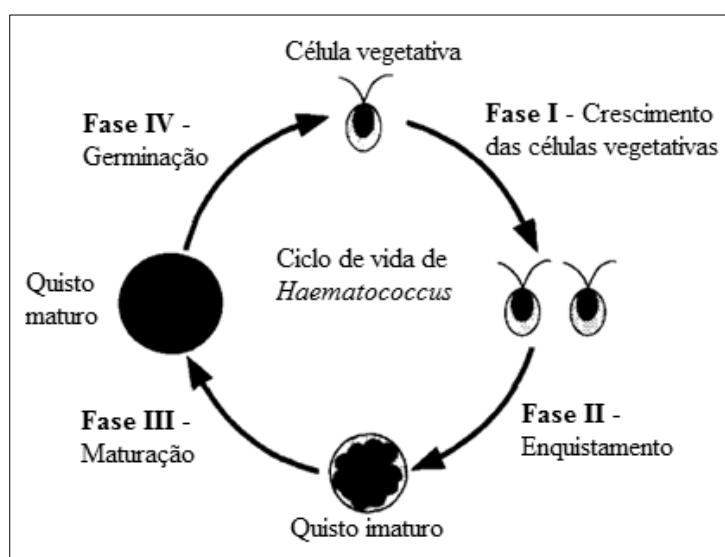 Célula vegetativa
Fase I - Crescimento
das células vegetativas
Fase IV -
Germinação
Ciclo de vida de
Haematococcus
Quisto
maturo
Fase II -
Enquistamento
Fase III -
Maturação
Quisto imaturo